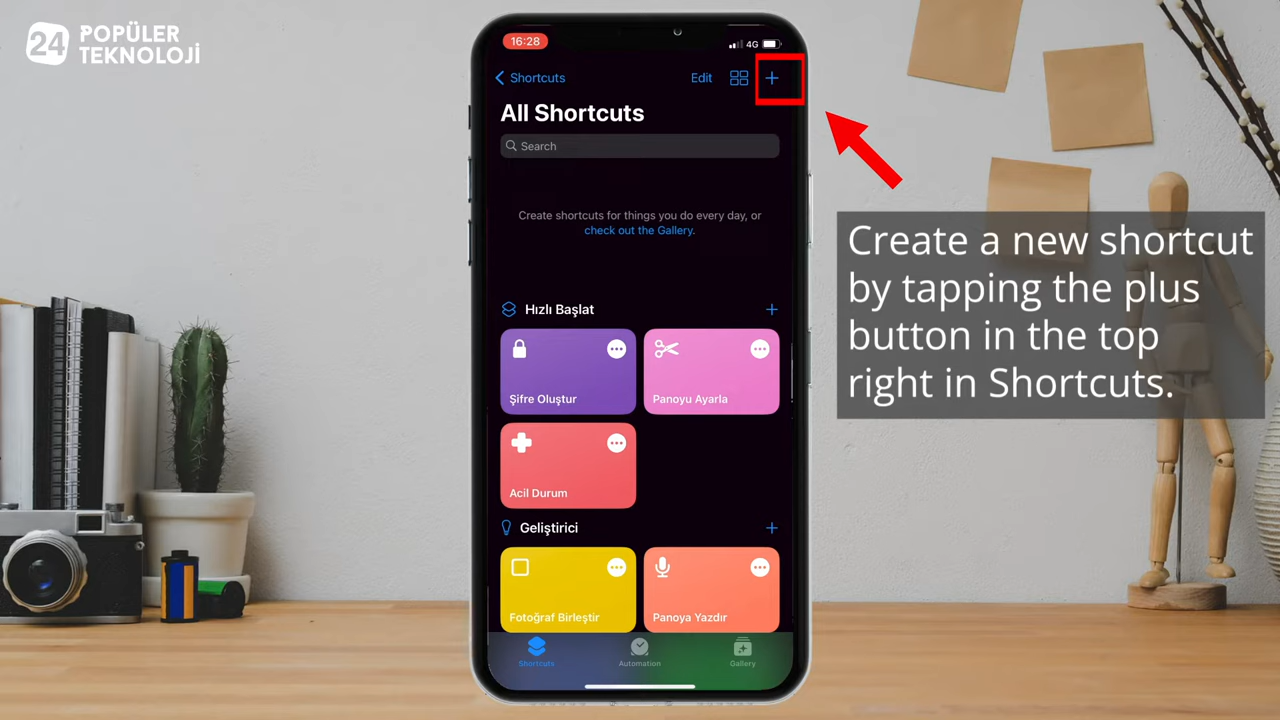 24 POPÜLER
TEKNOLOJİ
16:28
4G
Shortcuts
Edit
All Shortcuts
Search
Create shortcuts for things you do every day, or
check out the Gallery.
Hızlı Başlat
Şifre Oluştur
Panoyu Ayarla
Acil Durum
Geliştirici
Fotoğraf Birleştir
Panoya Yazdır
Shortcuts
Automation
Gallery
Create a new shortcut
by tapping the plus
button in the top
right in Shortcuts.